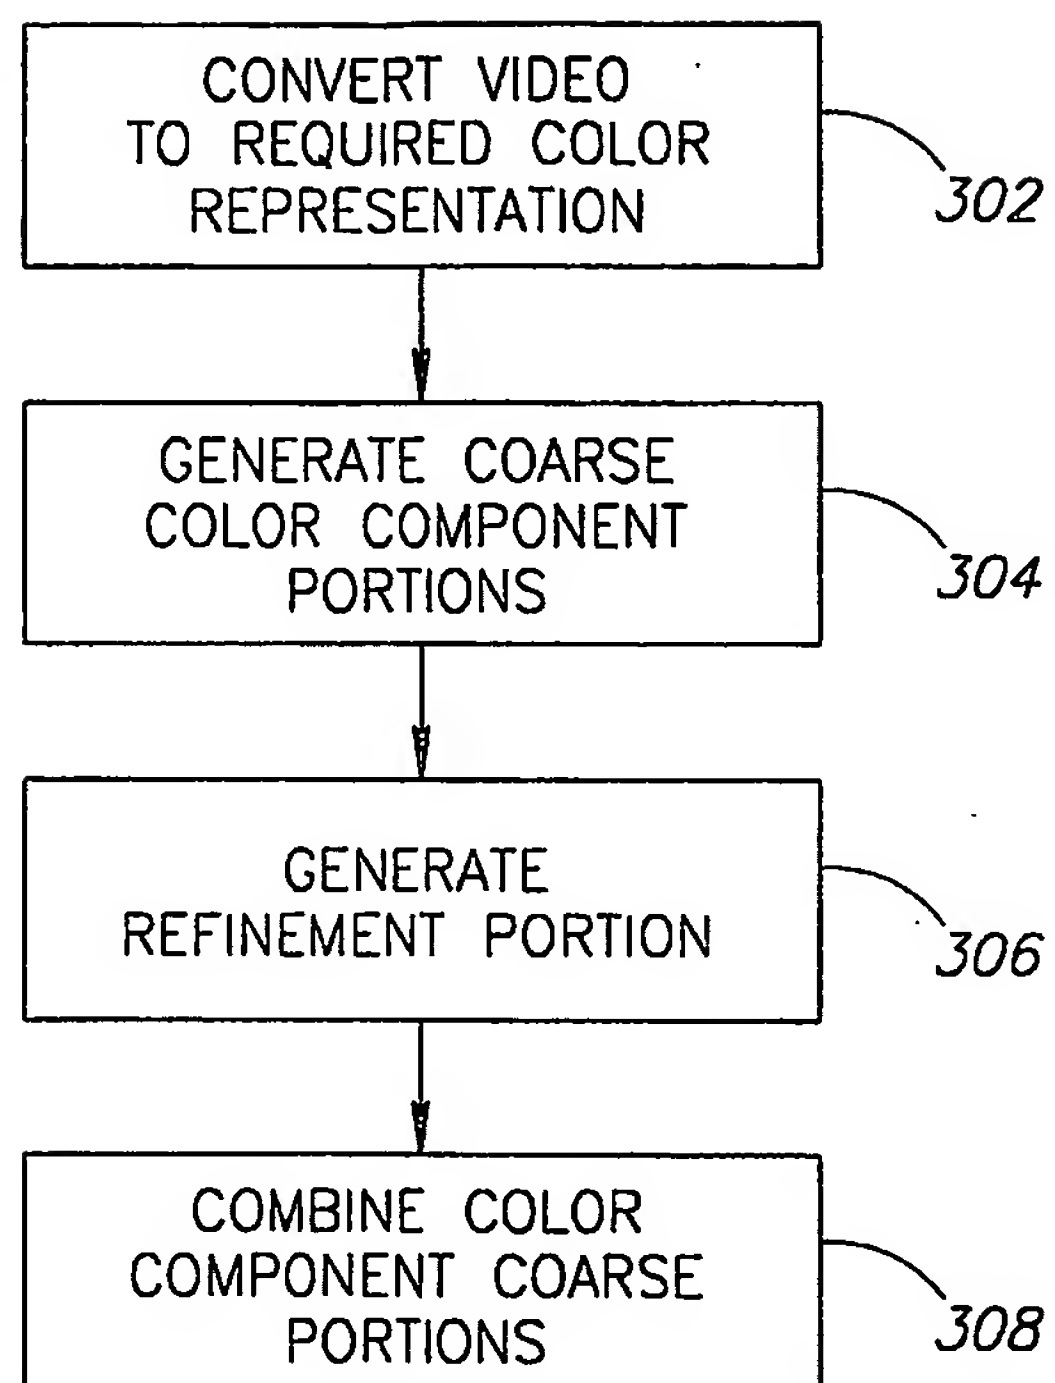 CONVERT VIDEO
TO REQUIRED COLOR
REPRESENTATION
302
GENERATE COARSE
COLOR COMPONENT
PORTIONS
304
GENERATE
REFINEMENT PORTION
306
COMBINE COLOR
COMPONENT COARSE
PORTIONS
308